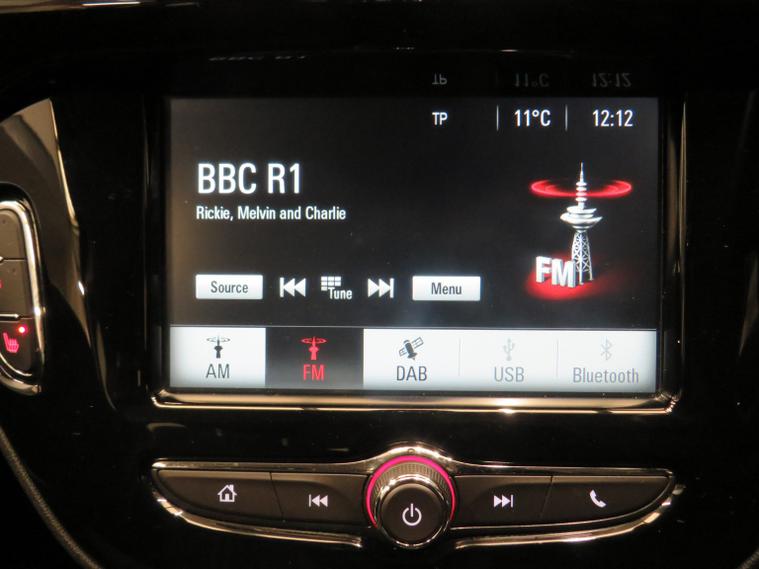 TP 11°C 12:12
BBC R1
Rickie, Melvin and Charlie
FM
Source Tune Menu
AM FM DAB USB Bluetooth